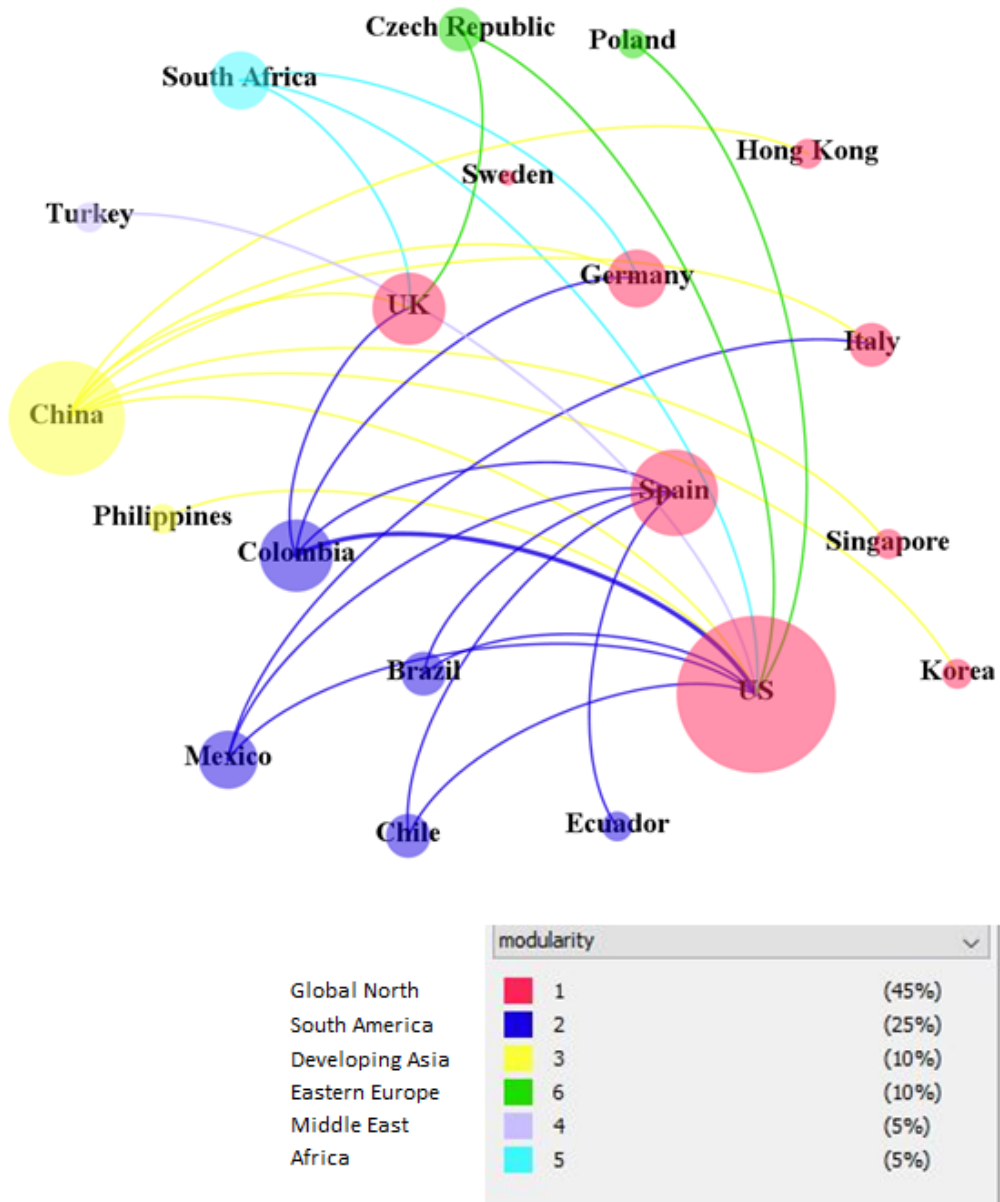 Czech Republic
Poland
South Africa
Hong Kong
Sweden
Turkey
Germany
UK
Italy
China
Spain
Philippines
Colombia
Singapore
Brazil
Korea
US
Mexico
Chile
Ecuador
modularity
Global North 1 (45%)
South America 2 (25%)
Developing Asia 3 (10%)
Eastern Europe 6 (10%)
Middle East 4 (5%)
Africa 5 (5%)